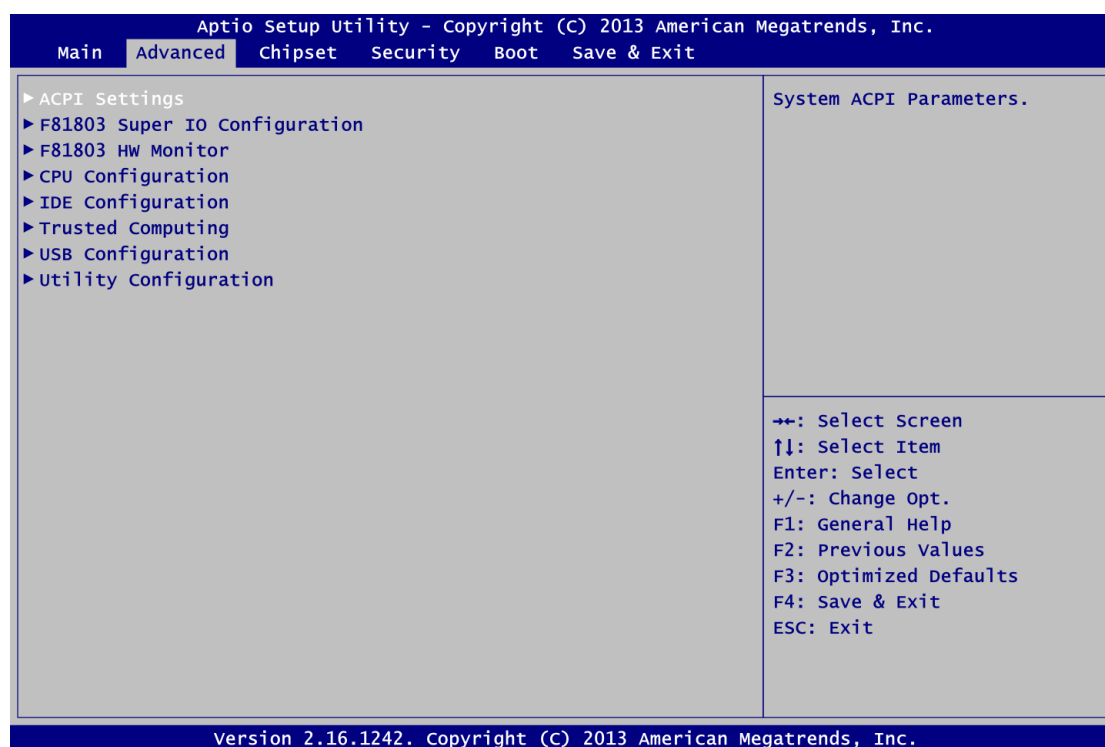 Aptio Setup Utility – Copyright (C) 2013 American Megatrends, Inc.
Main Advanced Chipset Security Boot Save & Exit
►ACPI Settings
►F81803 Super IO Configuration
►F81803 HW Monitor
►CPU Configuration
►IDE Configuration
►Trusted Computing
►USB Configuration
►Utility Configuration
System ACPI Parameters.
→←: Select Screen
↑↓: Select Item
Enter: Select
+/-: Change Opt.
F1: General Help
F2: Previous Values
F3: Optimized Defaults
F4: Save & Exit
ESC: Exit
Version 2.16.1242. Copyright (C) 2013 American Megatrends, Inc.